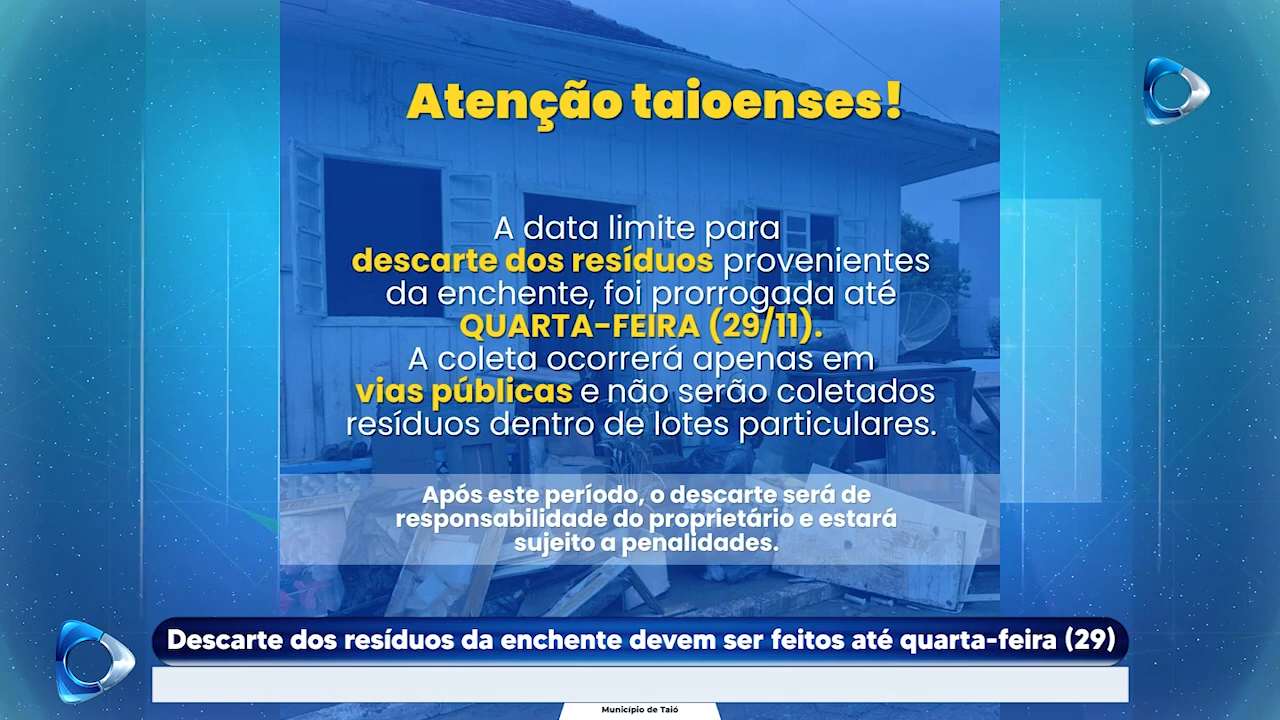 Atenção taioenses!
A data limite para
descarte dos resíduos provenientes
da enchente, foi prorrogada até
QUARTA-FEIRA (29/11).
A coleta ocorrerá apenas em
vias públicas e não serão coletados
resíduos dentro de lotes particulares.
Após este período, o descarte será de
responsabilidade do proprietário e estará
sujeito a penalidades.
Descarte dos resíduos da enchente devem ser feitos até quarta-feira (29)
Município de Taió